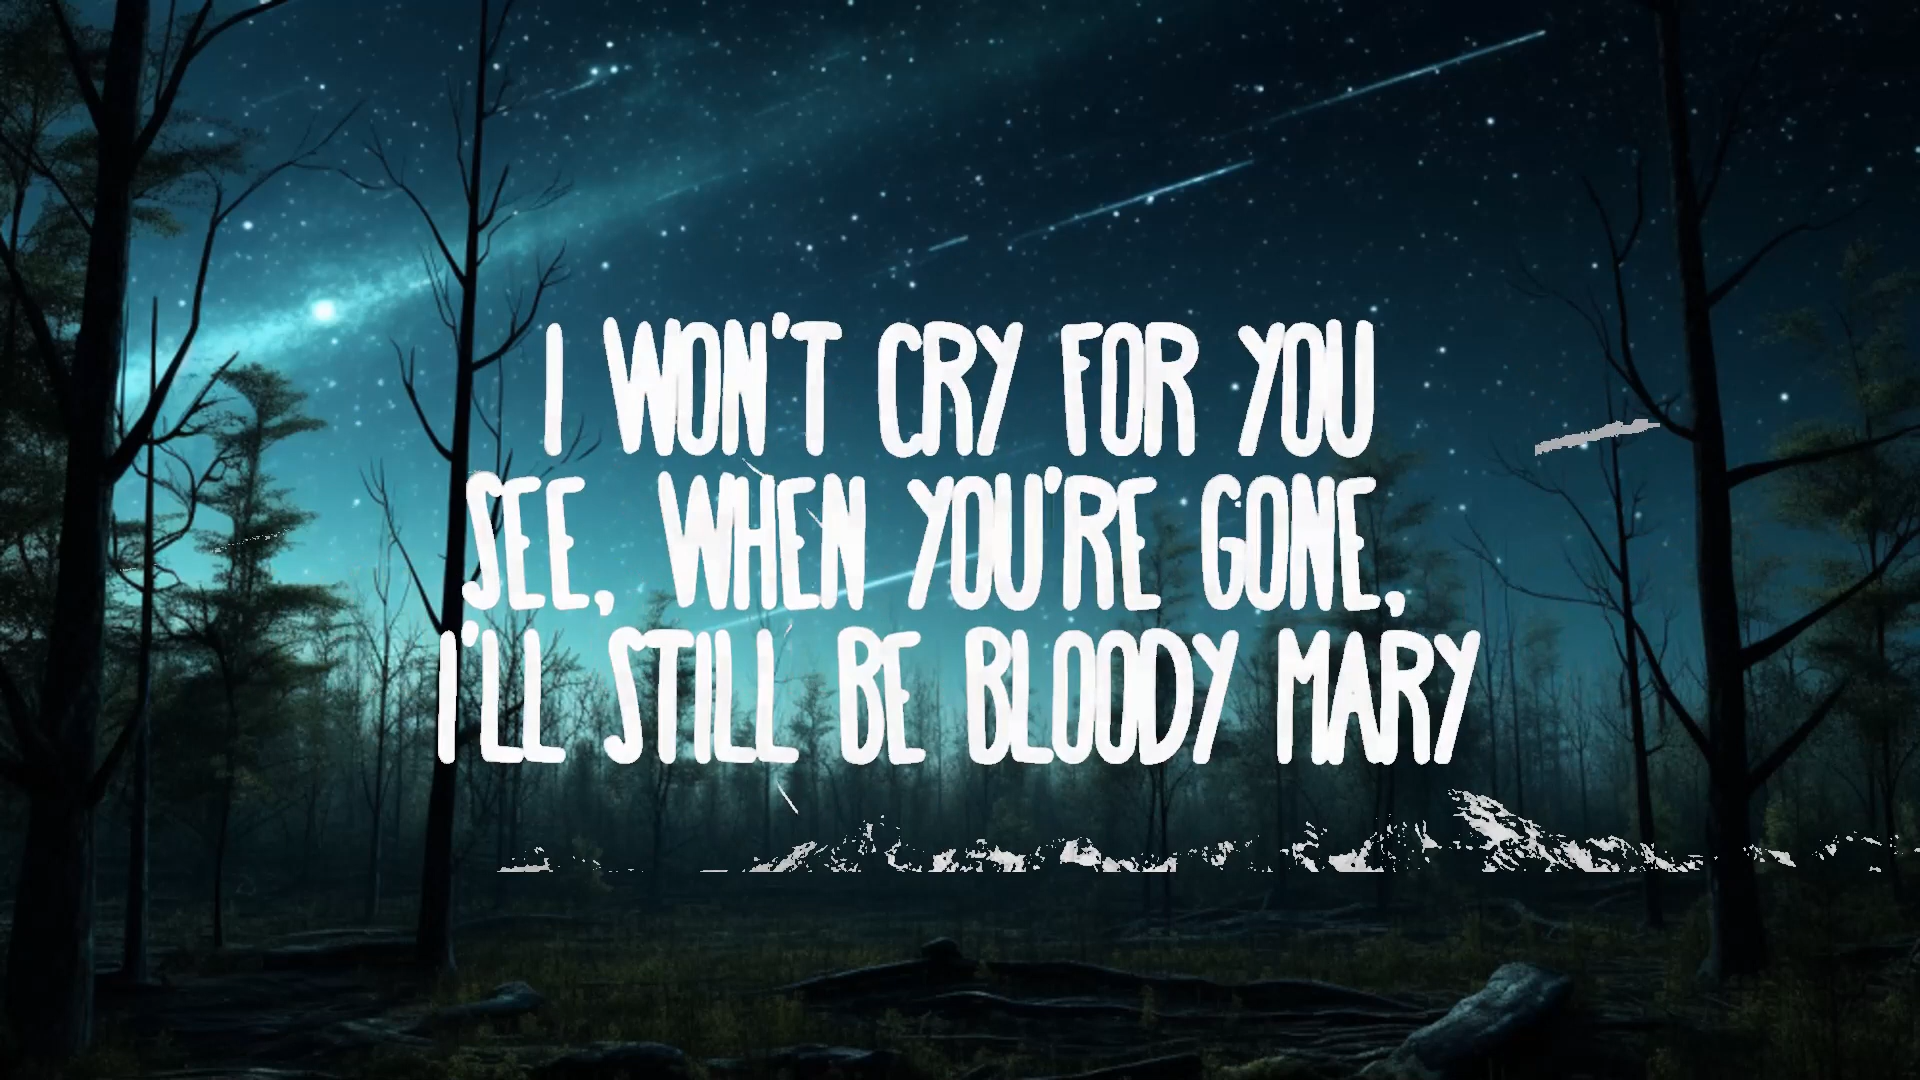 I WON'T CRY FOR YOU
SEE, WHEN YOU'RE GONE,
I'LL STILL BE BLOODY MARY